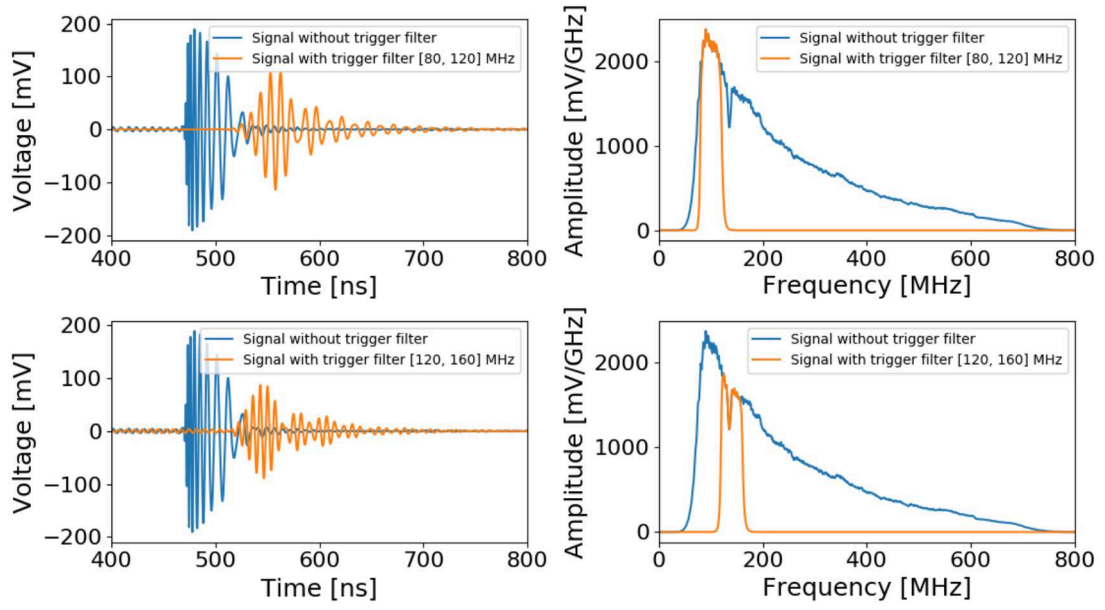 Voltage [mV]
200
100
0
−100
−200
Signal without trigger filter
Signal with trigger filter [80, 120] MHz
400
500
600
700
800
Time [ns]
Amplitude [mV/GHz]
2000
1000
0
Signal without trigger filter
Signal with trigger filter [80, 120] MHz
0
200
400
600
800
Frequency [MHz]
Voltage [mV]
200
100
0
−100
−200
Signal without trigger filter
Signal with trigger filter [120, 160] MHz
400
500
600
700
800
Time [ns]
Amplitude [mV/GHz]
2000
1000
0
Signal without trigger filter
Signal with trigger filter [120, 160] MHz
0
200
400
600
800
Frequency [MHz]